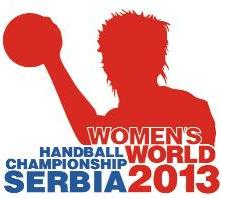 WOMEN'S
HANDBALL WORLD
CHAMPIONSHIP
SERBIA 2013